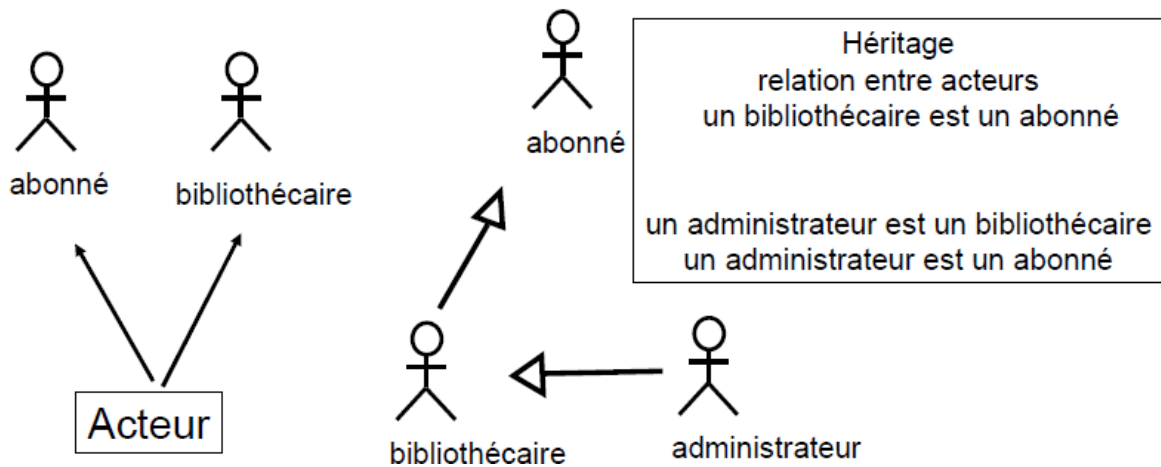 abonné
bibliothécaire
Acteur
abonné
bibliothécaire
administrateur
Héritage
relation entre acteurs
un bibliothécaire est un abonné
un administrateur est un bibliothécaire
un administrateur est un abonné